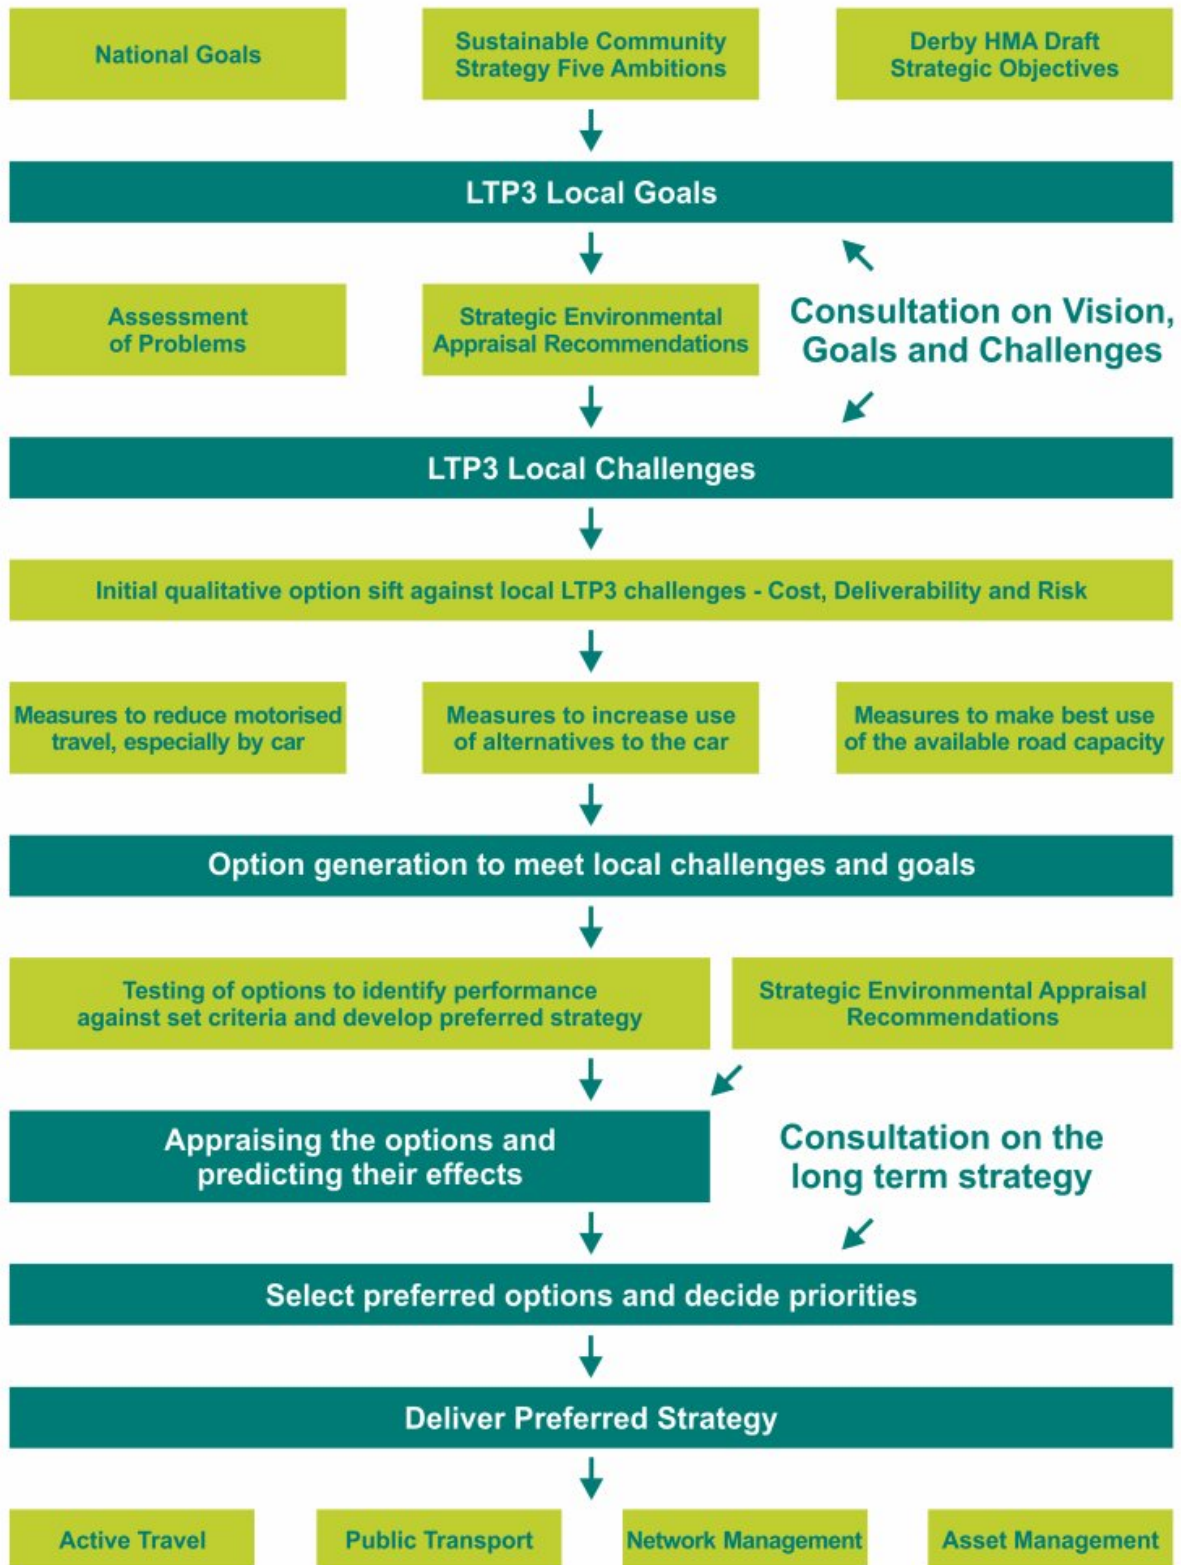 National Goals
Sustainable Community
Strategy Five Ambitions
Derby HMA Draft
Strategic Objectives
LTP3 Local Goals
Assessment
of Problems
Strategic Environmental
Appraisal Recommendations
Consultation on Vision,
Goals and Challenges
LTP3 Local Challenges
Initial qualitative option sift against local LTP3 challenges - Cost, Deliverability and Risk
Measures to reduce motorised
travel, especially by car
Measures to increase use
of alternatives to the car
Measures to make best use
of the available road capacity
Option generation to meet local challenges and goals
Testing of options to identify performance
against set criteria and develop preferred strategy
Strategic Environmental Appraisal
Recommendations
Appraising the options and
predicting their effects
Consultation on the
long term strategy
Select preferred options and decide priorities
Deliver Preferred Strategy
Active Travel
Public Transport
Network Management
Asset Management